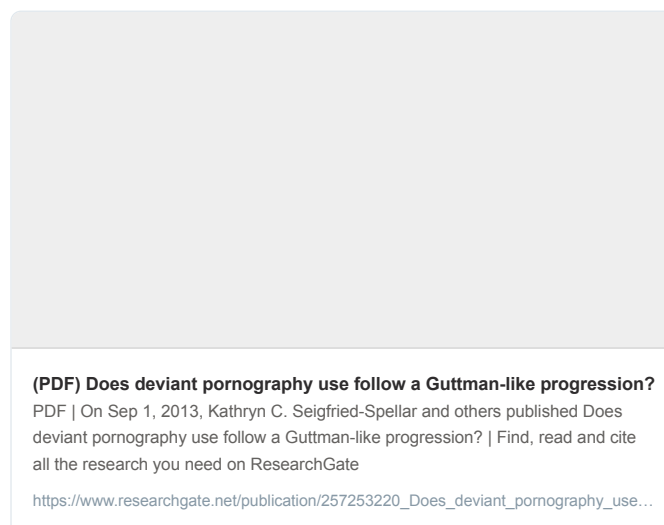 (PDF) Does deviant pornography use follow a Guttman-like progression?
PDF | On Sep 1, 2013, Kathryn C. Seigfried-Spellar and others published Does
deviant pornography use follow a Guttman-like progression? | Find, read and cite
all the research you need on ResearchGate
https://www.researchgate.net/publication/257253220_Does_deviant_pornography_use…